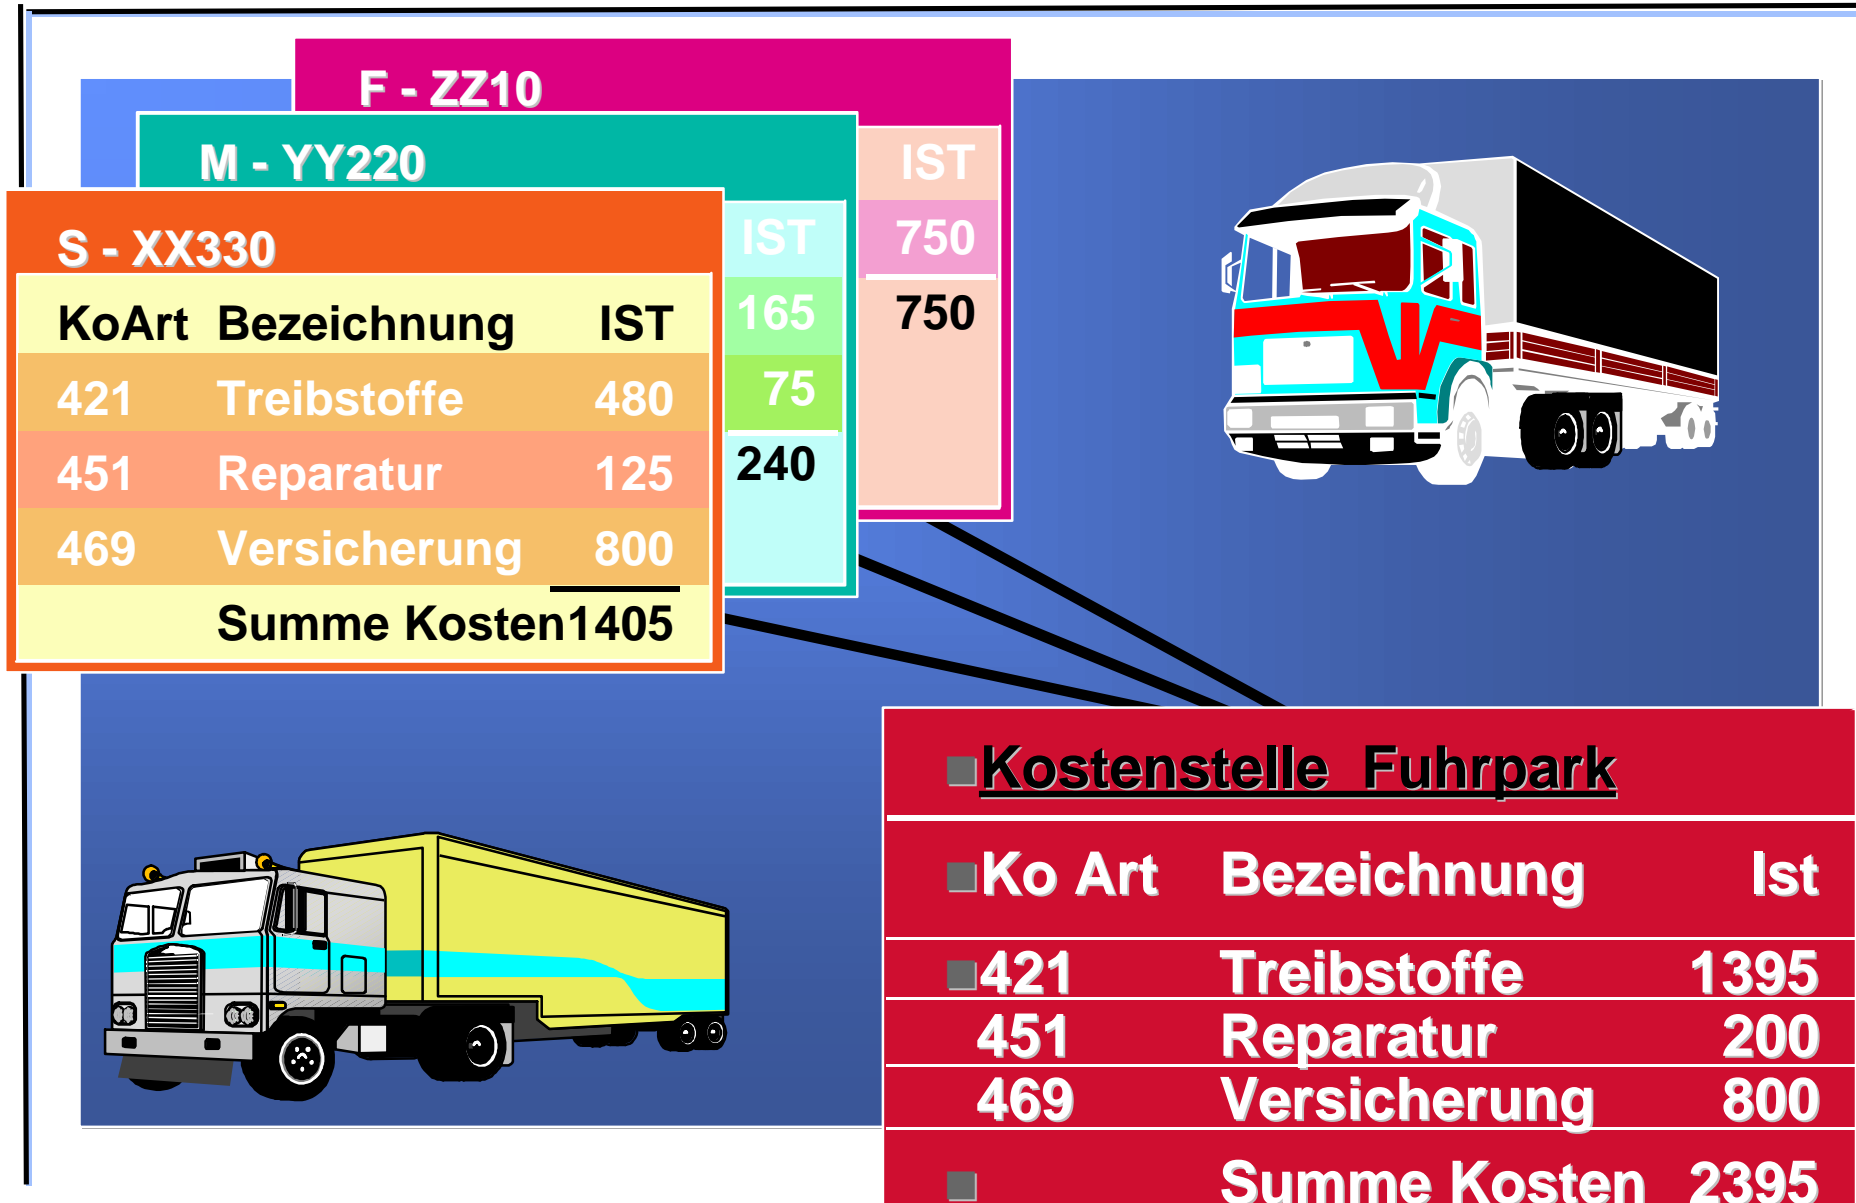 F - ZZ10
IST
750
750
M - YY220
IST
165
75
240
S - XX330
KoArt Bezeichnung IST
421 Treibstoffe 480
451 Reparatur 125
469 Versicherung 800
Summe Kosten 1405
Kostenstelle Fuhrpark
Ko Art Bezeichnung Ist
421 Treibstoffe 1395
451 Reparatur 200
469 Versicherung 800
Summe Kosten 2395